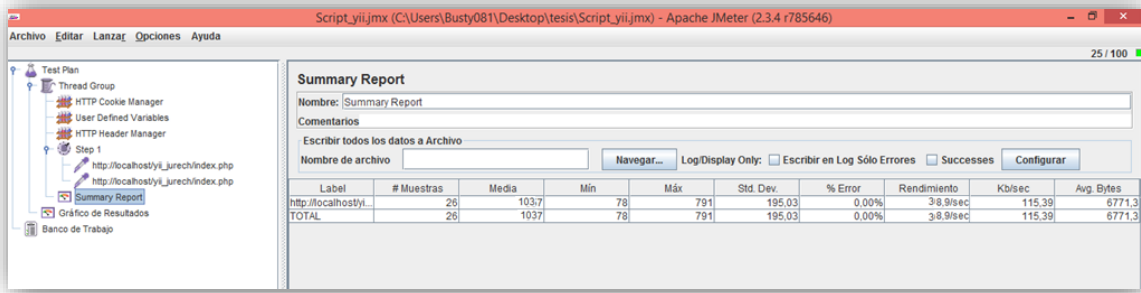 Script_yii.jmx (C:\Users\Busty081\Desktop\tesis\Script_yii.jmx) - Apache JMeter (2.3.4 r785646)
Archivo Editar Lanzar Opciones Ayuda
25 / 100
Test Plan
Thread Group
HTTP Cookie Manager
User Defined Variables
HTTP Header Manager
Step 1
http://localhost/yii_jurech/index.php
http://localhost/yii_jurech/index.php
Summary Report
Gráfico de Resultados
Banco de Trabajo
Summary Report
Nombre: Summary Report
Comentarios
Escribir todos los datos a Archivo
Nombre de archivo Navegar... Log/Display Only: Escribir en Log Sólo Errores Successes Configurar
Label # Muestras Media Mín Máx Std. Dev. % Error Rendimiento Kb/sec Avg. Bytes
http://localhost/yi... 26 78 791 195,03 0,00% 115,39 6771,3
TOTAL 26 1037 78 791 195,03 0,00% 115,39 6771,3